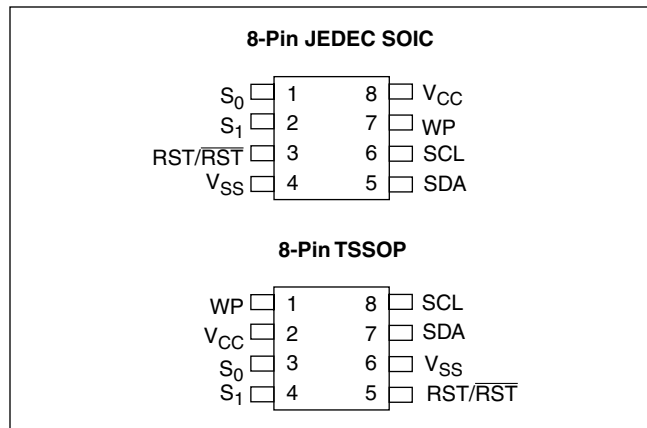 8-Pin JEDEC SOIC
S0 1 8 VCC
S1 2 7 WP
RST/R̅S̅T̅ 3 6 SCL
VSS 4 5 SDA
8-Pin TSSOP
WP 1 8 SCL
VCC 2 7 SDA
S0 3 6 VSS
S1 4 5 RST/R̅S̅T̅